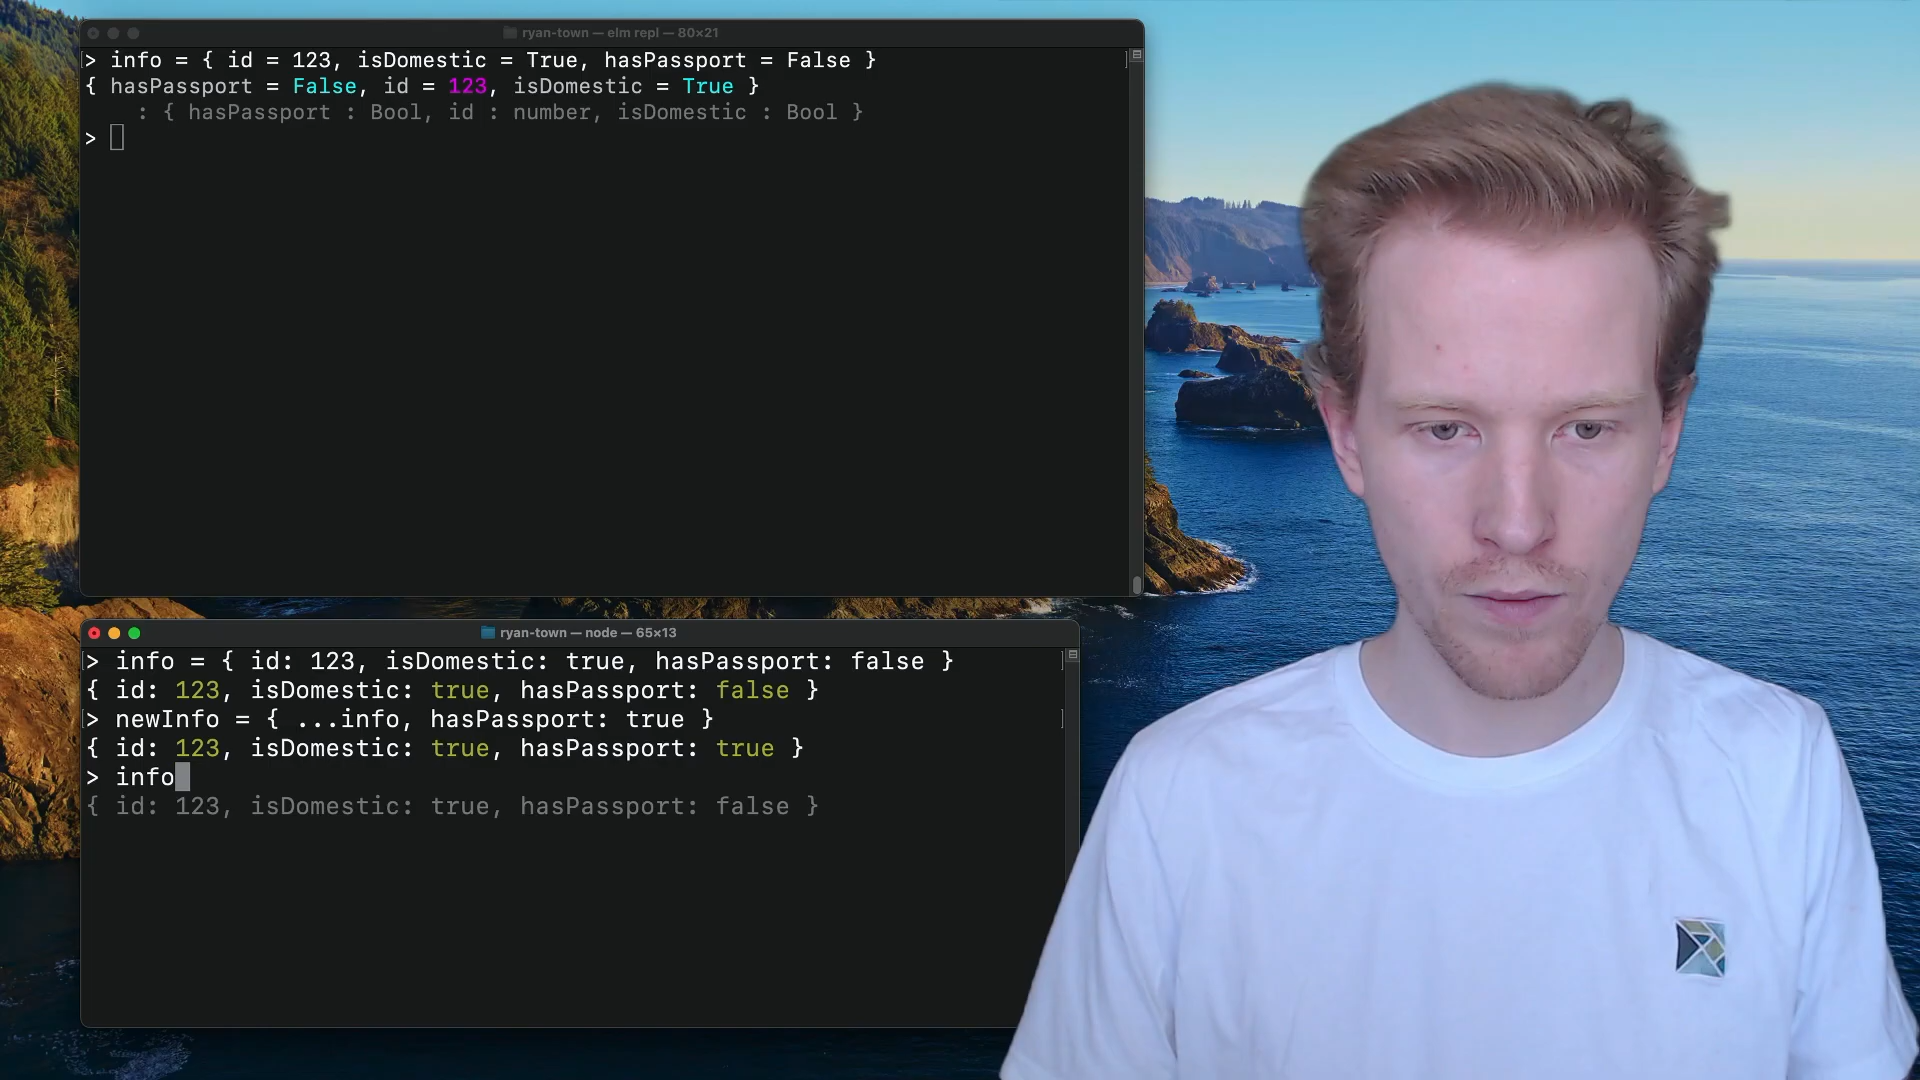 ryan-town — elm repl — 80×21
> info = { id = 123, isDomestic = True, hasPassport = False }
{ hasPassport = False, id = 123, isDomestic = True }
: { hasPassport : Bool, id : number, isDomestic : Bool }
>
ryan-town — node — 65×13
> info = { id: 123, isDomestic: true, hasPassport: false }
{ id: 123, isDomestic: true, hasPassport: false }
> newInfo = { ...info, hasPassport: true }
{ id: 123, isDomestic: true, hasPassport: true }
> info
{ id: 123, isDomestic: true, hasPassport: false }